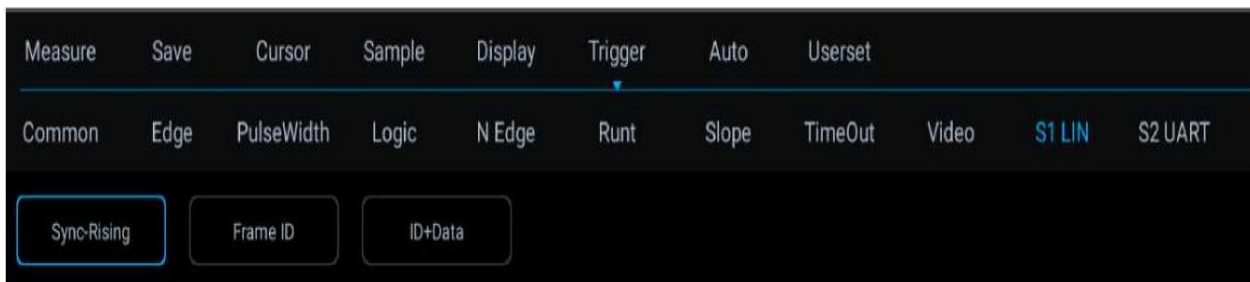 Measure Save Cursor Sample Display Trigger Auto Userset
Common Edge PulseWidth Logic N Edge Runt Slope TimeOut Video S1 LIN S2 UART
Sync-Rising Frame ID ID+Data